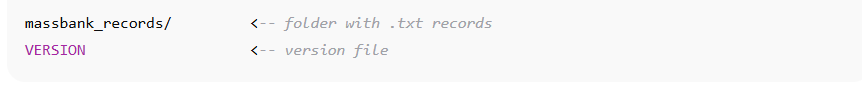 massbank_records/ <-- folder with .txt records
VERSION <-- version file